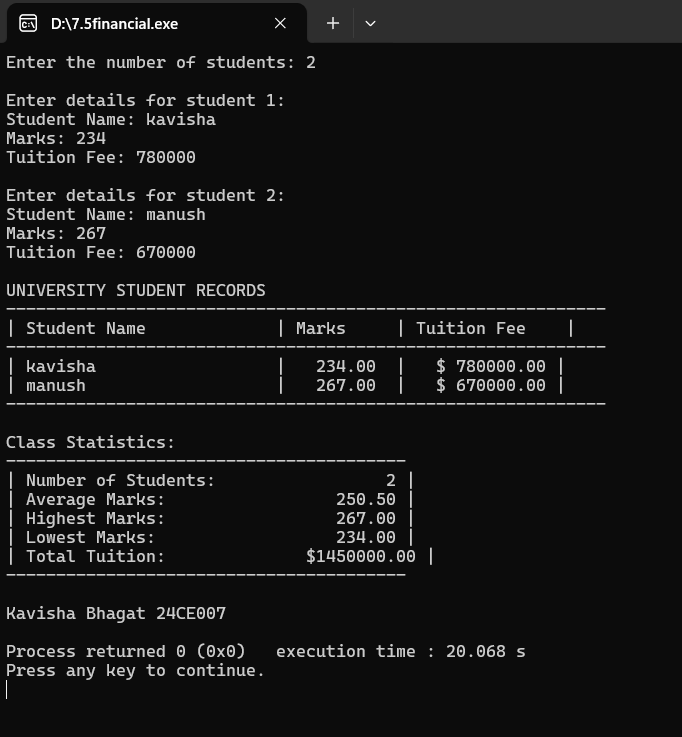 D:\7.5financial.exe
Enter the number of students: 2
Enter details for student 1:
Student Name: kavisha
Marks: 234
Tuition Fee: 780000
Enter details for student 2:
Student Name: manush
Marks: 267
Tuition Fee: 670000
UNIVERSITY STUDENT RECORDS
------------------------------------------------------------
| Student Name             | Marks     | Tuition Fee    |
------------------------------------------------------------
| kavisha                  |   234.00  |   $ 780000.00 |
| manush                   |   267.00  |   $ 670000.00 |
------------------------------------------------------------
Class Statistics:
----------------------------------------
| Number of Students:                 2 |
| Average Marks:                 250.50 |
| Highest Marks:                 267.00 |
| Lowest Marks:                  234.00 |
| Total Tuition:              $1450000.00 |
----------------------------------------
Kavisha Bhagat 24CE007
Process returned 0 (0x0)   execution time : 20.068 s
Press any key to continue.